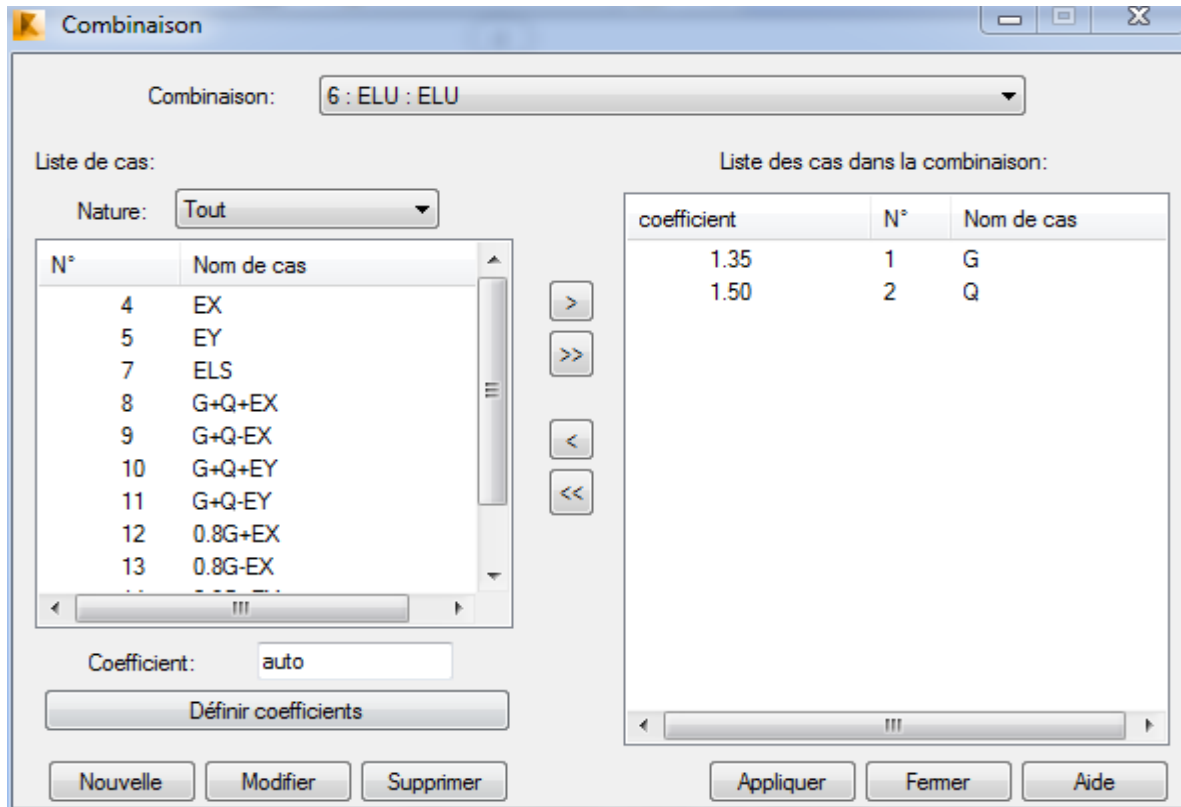 Combinaison
Combinaison: 6 : ELU : ELU
Liste de cas:
Nature: Tout
N° Nom de cas
4 EX
5 EY
7 ELS
8 G+Q+EX
9 G+Q-EX
10 G+Q+EY
11 G+Q-EY
12 0.8G+EX
13 0.8G-EX
>
>>
<
<<
Liste des cas dans la combinaison:
coefficient N° Nom de cas
1.35 1 G
1.50 2 Q
Coefficient: auto
Définir coefficients
Nouvelle Modifier Supprimer Appliquer Fermer Aide